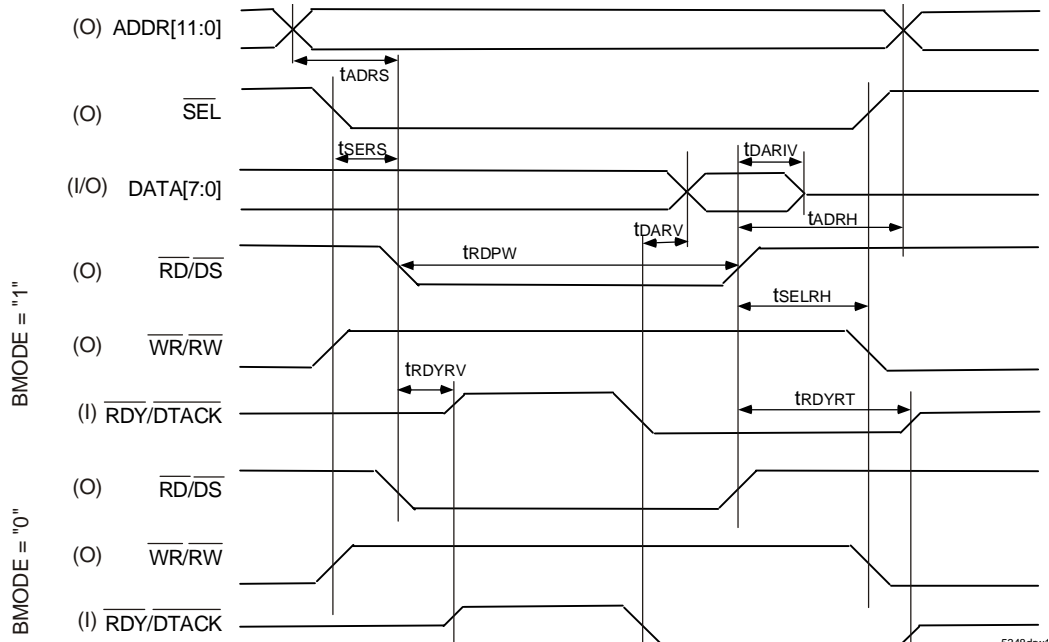 (O) ADDR[11:0]
tADRS
(O) SEL
tSERS
tDARIV
(I/O) DATA[7:0]
tADRH
tDARV
tRDPW
(O) RD/DS
tSELRH
BMODE = "1"
(O) WR/RW
tRDYRV
tRDYRT
(I) RDY/DTACK
(O) RD/DS
BMODE = "0"
(O) WR/RW
(I) RDY/DTACK